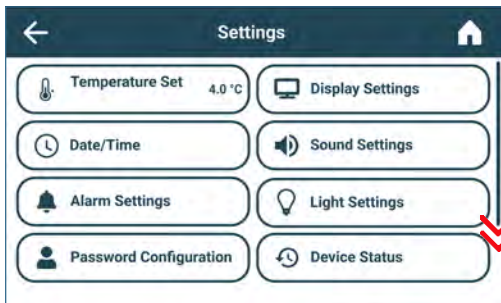 Settings
Temperature Set 4.0 °C
Display Settings
Date/Time
Sound Settings
Alarm Settings
Light Settings
Password Configuration
Device Status